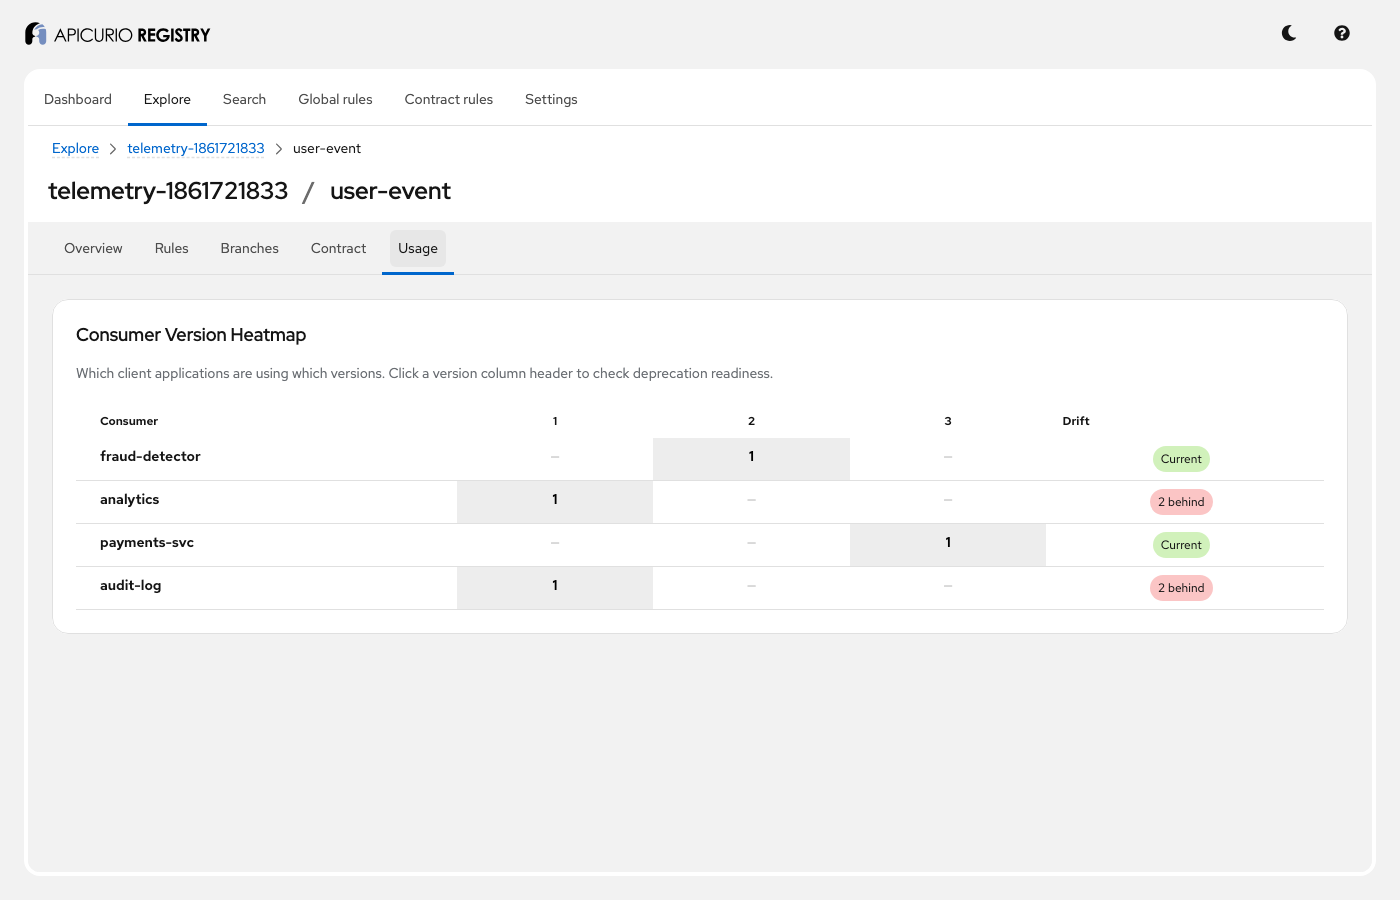 APICURIO REGISTRY
Dashboard Explore Search Global rules Contract rules Settings
Explore telemetry-1861721833 user-event
telemetry-1861721833 / user-event
Overview Rules Branches Contract Usage
Consumer Version Heatmap
Which client applications are using which versions. Click a version column header to check deprecation readiness.
Consumer 1 2 3 Drift
fraud-detector – 1 – Current
analytics 1 – – 2 behind
payments-svc – – 1 Current
audit-log 1 – – 2 behind